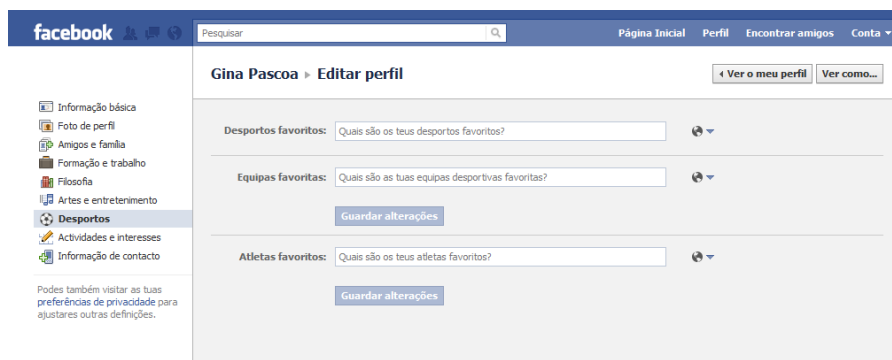 facebook
Pesquisar
Página Inicial Perfil Encontrar amigos Conta
Gina Pascoa Editar perfil
Ver o meu perfil Ver como...
Informação básica
Foto de perfil
Amigos e família
Formação e trabalho
Filosofia
Artes e entretenimento
Desportos
Actividades e interesses
Informação de contacto
Podes também visitar as tuas
preferências de privacidade para
ajustares outras definições.
Desportos favoritos: Quais são os teus desportos favoritos?
Equipas favoritas: Quais são as tuas equipas desportivas favoritas?
Guardar alterações
Atletas favoritos: Quais são os teus atletas favoritos?
Guardar alterações